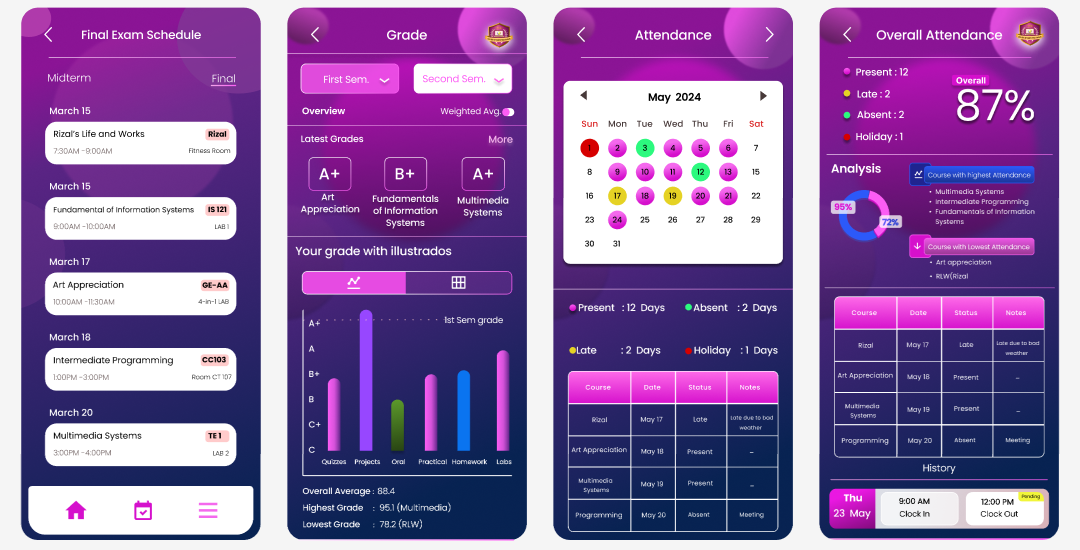 Final Exam Schedule
Midterm
Final
March 15
Rizal's Life and Works
Rizal
7:30AM -9:00AM
Fitness Room
March 15
Fundamental of Information Systems
IS 121
9:00AM -10:00AM
LAB 1
March 17
Art Appreciation
GE-AA
10:00AM -11:30AM
4-in-1 LAB
March 18
Intermediate Programming
CC103
1:00PM -3:00PM
Room CT 107
March 20
Multimedia Systems
TE 1
3:00PM -4:00PM
LAB 2
Grade
First Sem.
Second Sem.
Overview
Weighted Avg.
Latest Grades
More
A+
B+
A+
Art
Appreciation
Fundamentals
of Information
Systems
Multimedia
Systems
Your grade with illustrados
1st Sem grade
A+
A
B+
B
C+
C
Quizzes Projects Oral Practical Homework Labs
Overall Average : 88.4
Highest Grade : 95.1 (Multimedia)
Lowest Grade : 78.2 (RLW)
Attendance
May 2024
Sun Mon Tue Wed Thu Fri Sat
1 2 3 4 5 6 7
8 9 10 11 12 13 15
16 17 18 19 20 21 22
23 24 25 26 27 28 29
30 31
Present : 12 Days
Absent : 2 Days
Late : 2 Days
Holiday : 1 Days
Course Date Status Notes
Rizal May 17 Late Late due to bad
weather
Art Appreciation May 18 Present -
Multimedia
Systems May 19 Present -
Programming May 20 Absent Meeting
Overall Attendance
Present : 12
Late : 2
Absent : 2
Holiday : 1
Overall
87%
Analysis
95%
72%
Course with highest Attendance
• Multimedia Systems
• Intermediate Programming
• Fundamentals of Information
Systems
Course with Lowest Attendance
• Art appreciation
• RLW(Rizal
Course Date Status Notes
Rizal May 17 Late Late due to bad
weather
Art Appreciation May 18 Present -
Multimedia
Systems May 19 Present -
Programming May 20 Absent Meeting
History
Thu
23 May
9:00 AM
Clock In
Pending
12:00 PM
Clock Out